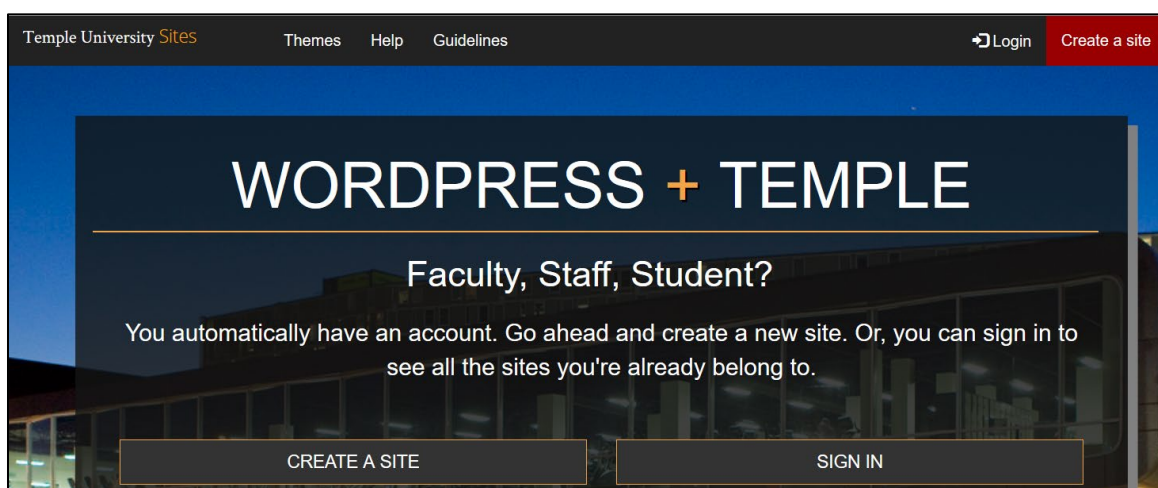 Temple University Sites Themes Help Guidelines Login Create a site
WORDPRESS + TEMPLE
Faculty, Staff, Student?
You automatically have an account. Go ahead and create a new site. Or, you can sign in to
see all the sites you're already belong to.
CREATE A SITE SIGN IN